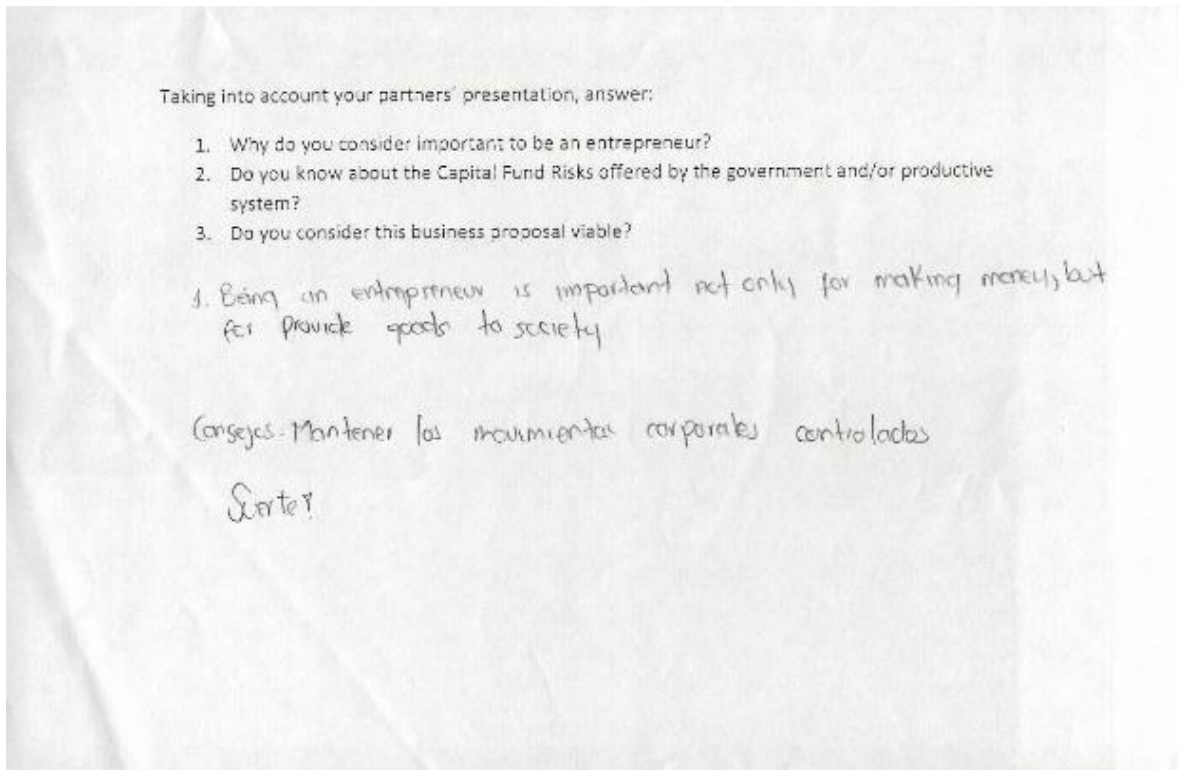 Taking into account your partners' presentation, answer:
1. Why do you consider important to be an entrepreneur?
2. Do you know about the Capital Fund Risks offered by the government and/or productive
system?
3. Do you consider this business proposal viable?
1. Being an entrepreneur is important not only for making money, but
for provide goods to society
Consejos: Mantener los movimientos corporales controlados
Suerte!